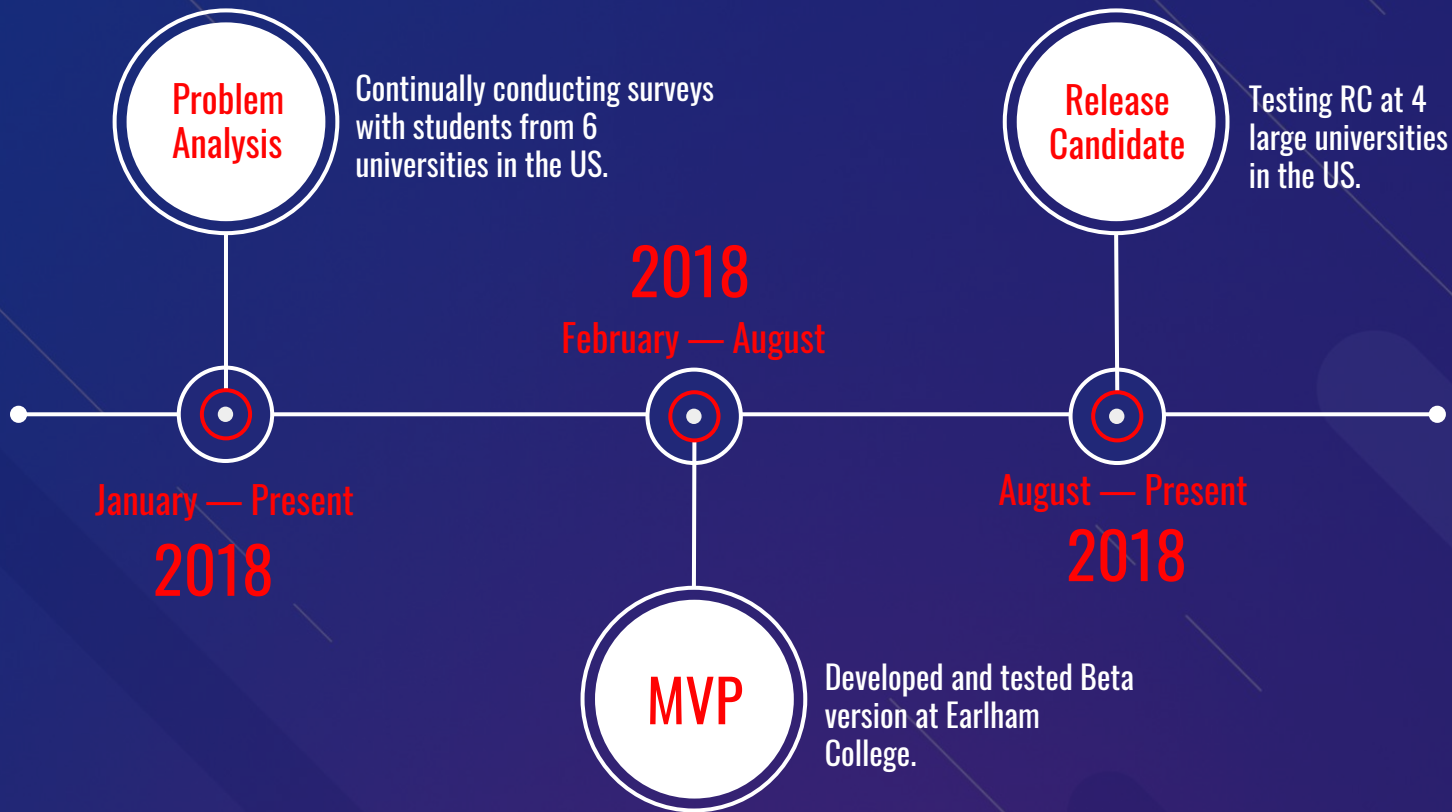 Problem
Analysis
Continually conducting surveys
with students from 6
universities in the US.
January — Present
2018
2018
February — August
MVP
Developed and tested Beta
version at Earlham
College.
Release
Candidate
Testing RC at 4
large universities
in the US.
August — Present
2018